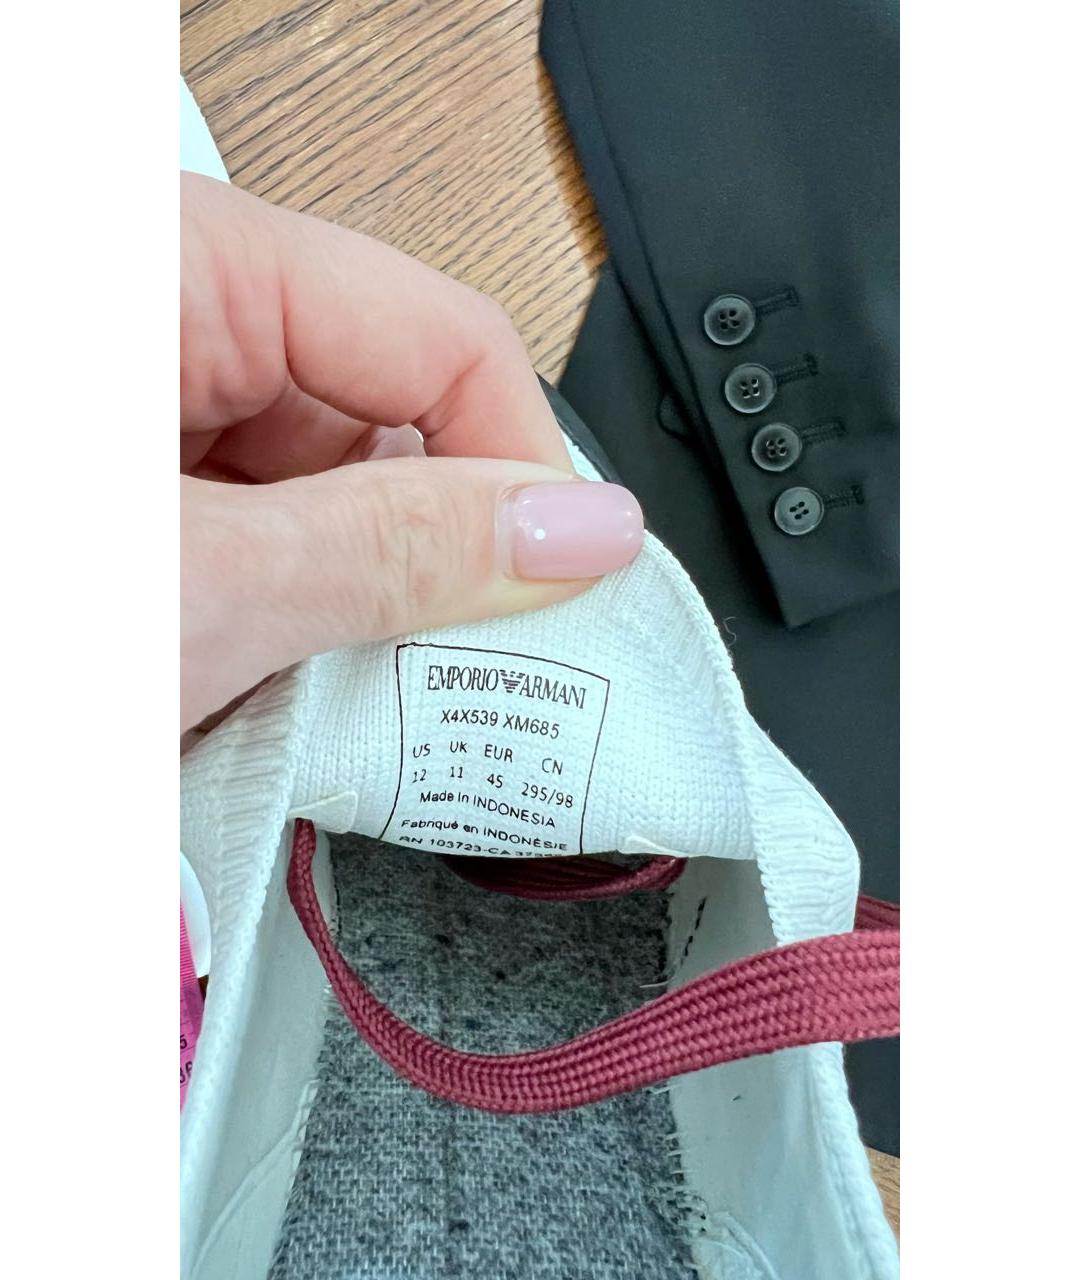 EMPORIO ARMANI
X4X539 XM685
US UK EUR CN
12 11 45 295/98
Made in INDONESIA
Fabriqué en INDONÉSIE
RN 103723-CA